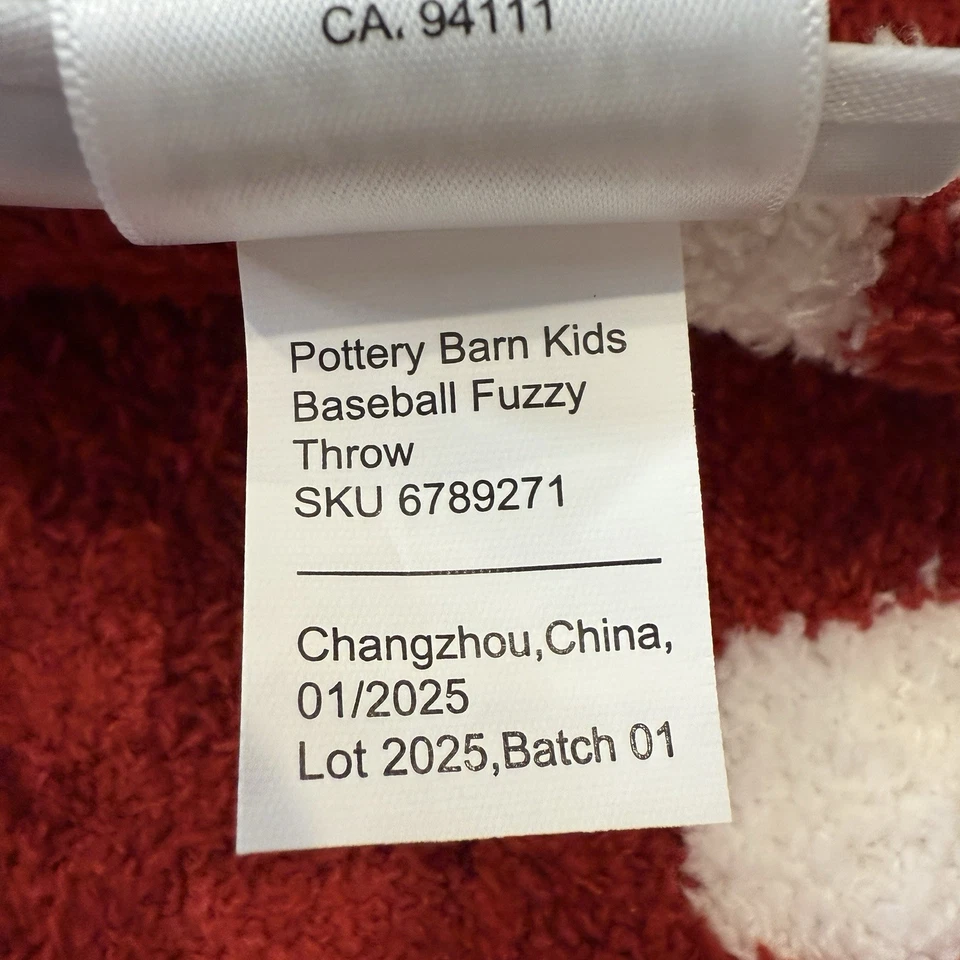 CA. 94111
Pottery Barn Kids
Baseball Fuzzy
Throw
SKU 6789271
Changzhou,China,
01/2025
Lot 2025,Batch 01